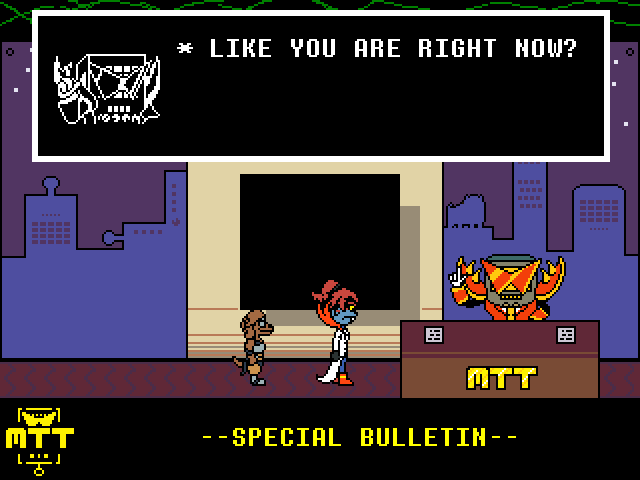 * LIKE YOU ARE RIGHT NOW?
MTT
MTT
--SPECIAL BULLETIN--